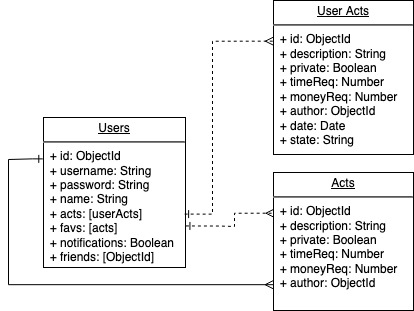 User Acts
+ id: ObjectId
+ description: String
+ private: Boolean
+ timeReq: Number
+ moneyReq: Number
+ author: ObjectId
+ date: Date
+ state: String
Users
+ id: ObjectId
+ username: String
+ password: String
+ name: String
+ acts: [userActs]
+ favs: [acts]
+ notifications: Boolean
+ friends: [ObjectId]
Acts
+ id: ObjectId
+ description: String
+ private: Boolean
+ timeReq: Number
+ moneyReq: Number
+ author: ObjectId